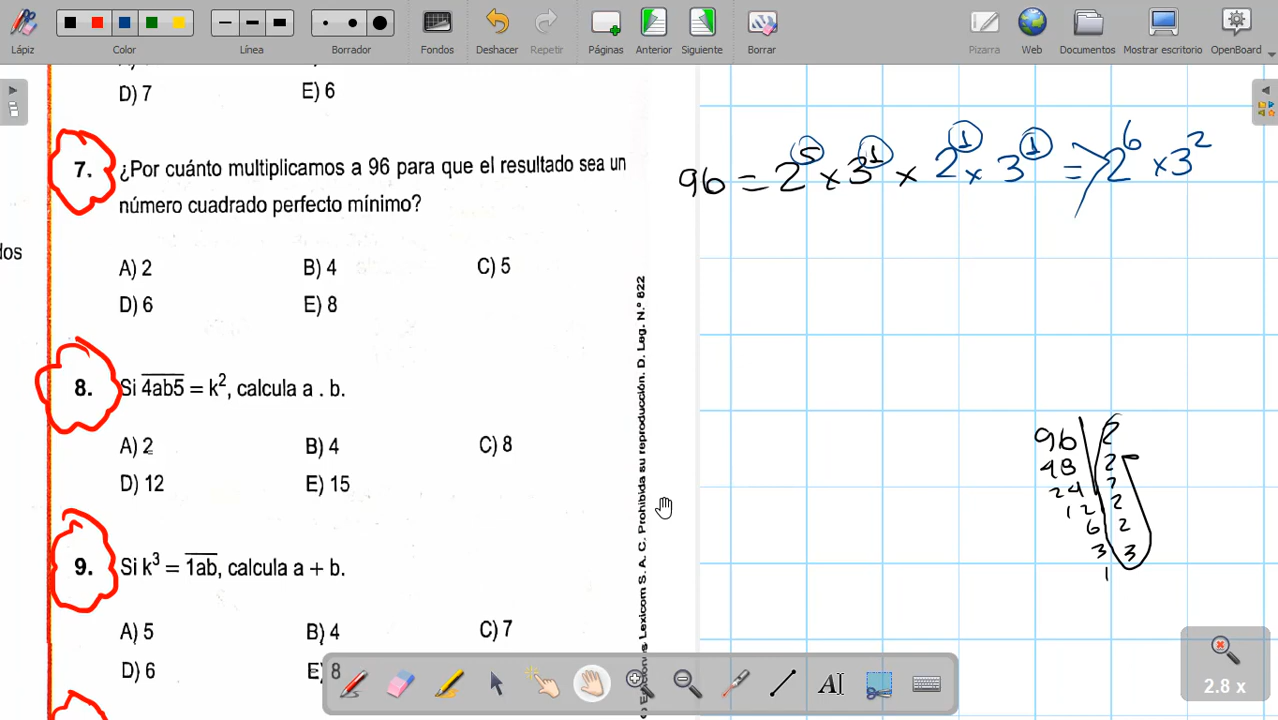 Lápiz
Color
Línea
Borrador
Fondos
Deshacer
Repetir
Páginas
Anterior
Siguiente
Borrar
Pizarra
Web
Documentos
Mostrar escritorio
OpenBoard
D) 7 E) 6
7. ¿Por cuánto multiplicamos a 96 para que el resultado sea un
número cuadrado perfecto mínimo?
A) 2 B) 4 C) 5
D) 6 E) 8
8. Si 4ab5 = k², calcula a . b.
A) 2 B) 4 C) 8
D) 12 E) 15
9. Si k³ = 1ab, calcula a + b.
A) 5 B) 4 C) 7
D) 6 E) 8
dos
Prohibida su reproducción. D. Leg. N.° 822
Lexicom S. A. C.
96 = 2⁵ × 3¹ × 2¹ × 3¹ => 2⁶ × 3²
96 2
48 2
24 2
12 2
6 2
3 3
1
2.8 x